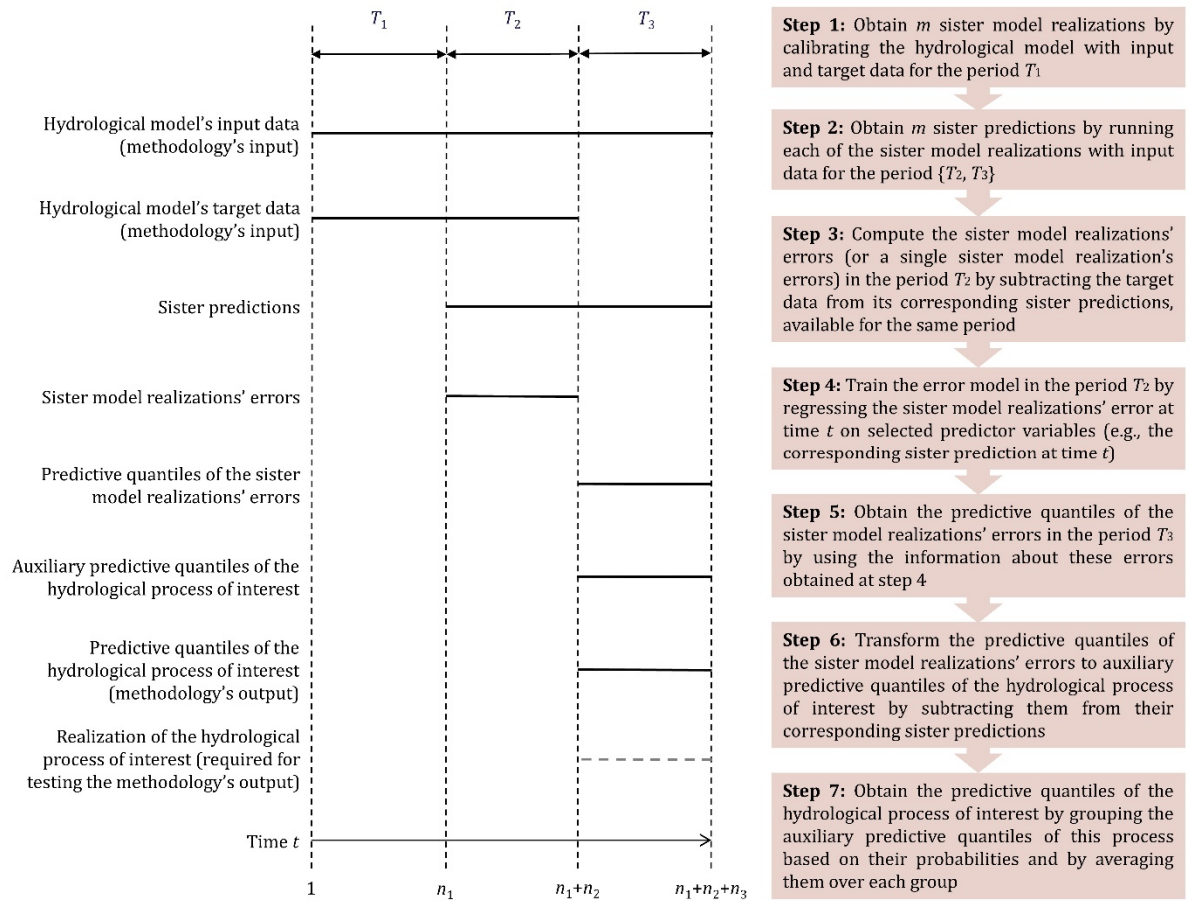 T1 T2 T3
Hydrological model's input data
(methodology's input)
Hydrological model's target data
(methodology's input)
Sister predictions
Sister model realizations' errors
Predictive quantiles of the sister
model realizations' errors
Auxiliary predictive quantiles of the
hydrological process of interest
Predictive quantiles of the
hydrological process of interest
(methodology's output)
Realization of the hydrological
process of interest (required for
testing the methodology's output)
Time t
1 n1 n1+n2 n1+n2+n3
Step 1: Obtain m sister model realizations by
calibrating the hydrological model with input
and target data for the period T1
Step 2: Obtain m sister predictions by running
each of the sister model realizations with input
data for the period {T2, T3}
Step 3: Compute the sister model realizations'
errors (or a single sister model realization's
errors) in the period T2 by subtracting the target
data from its corresponding sister predictions,
available for the same period
Step 4: Train the error model in the period T2 by
regressing the sister model realizations' error at
time t on selected predictor variables (e.g., the
corresponding sister prediction at time t)
Step 5: Obtain the predictive quantiles of the
sister model realizations' errors in the period T3
by using the information about these errors
obtained at step 4
Step 6: Transform the predictive quantiles of
the sister model realizations' errors to auxiliary
predictive quantiles of the hydrological process
of interest by subtracting them from their
corresponding sister predictions
Step 7: Obtain the predictive quantiles of the
hydrological process of interest by grouping the
auxiliary predictive quantiles of this process
based on their probabilities and by averaging
them over each group